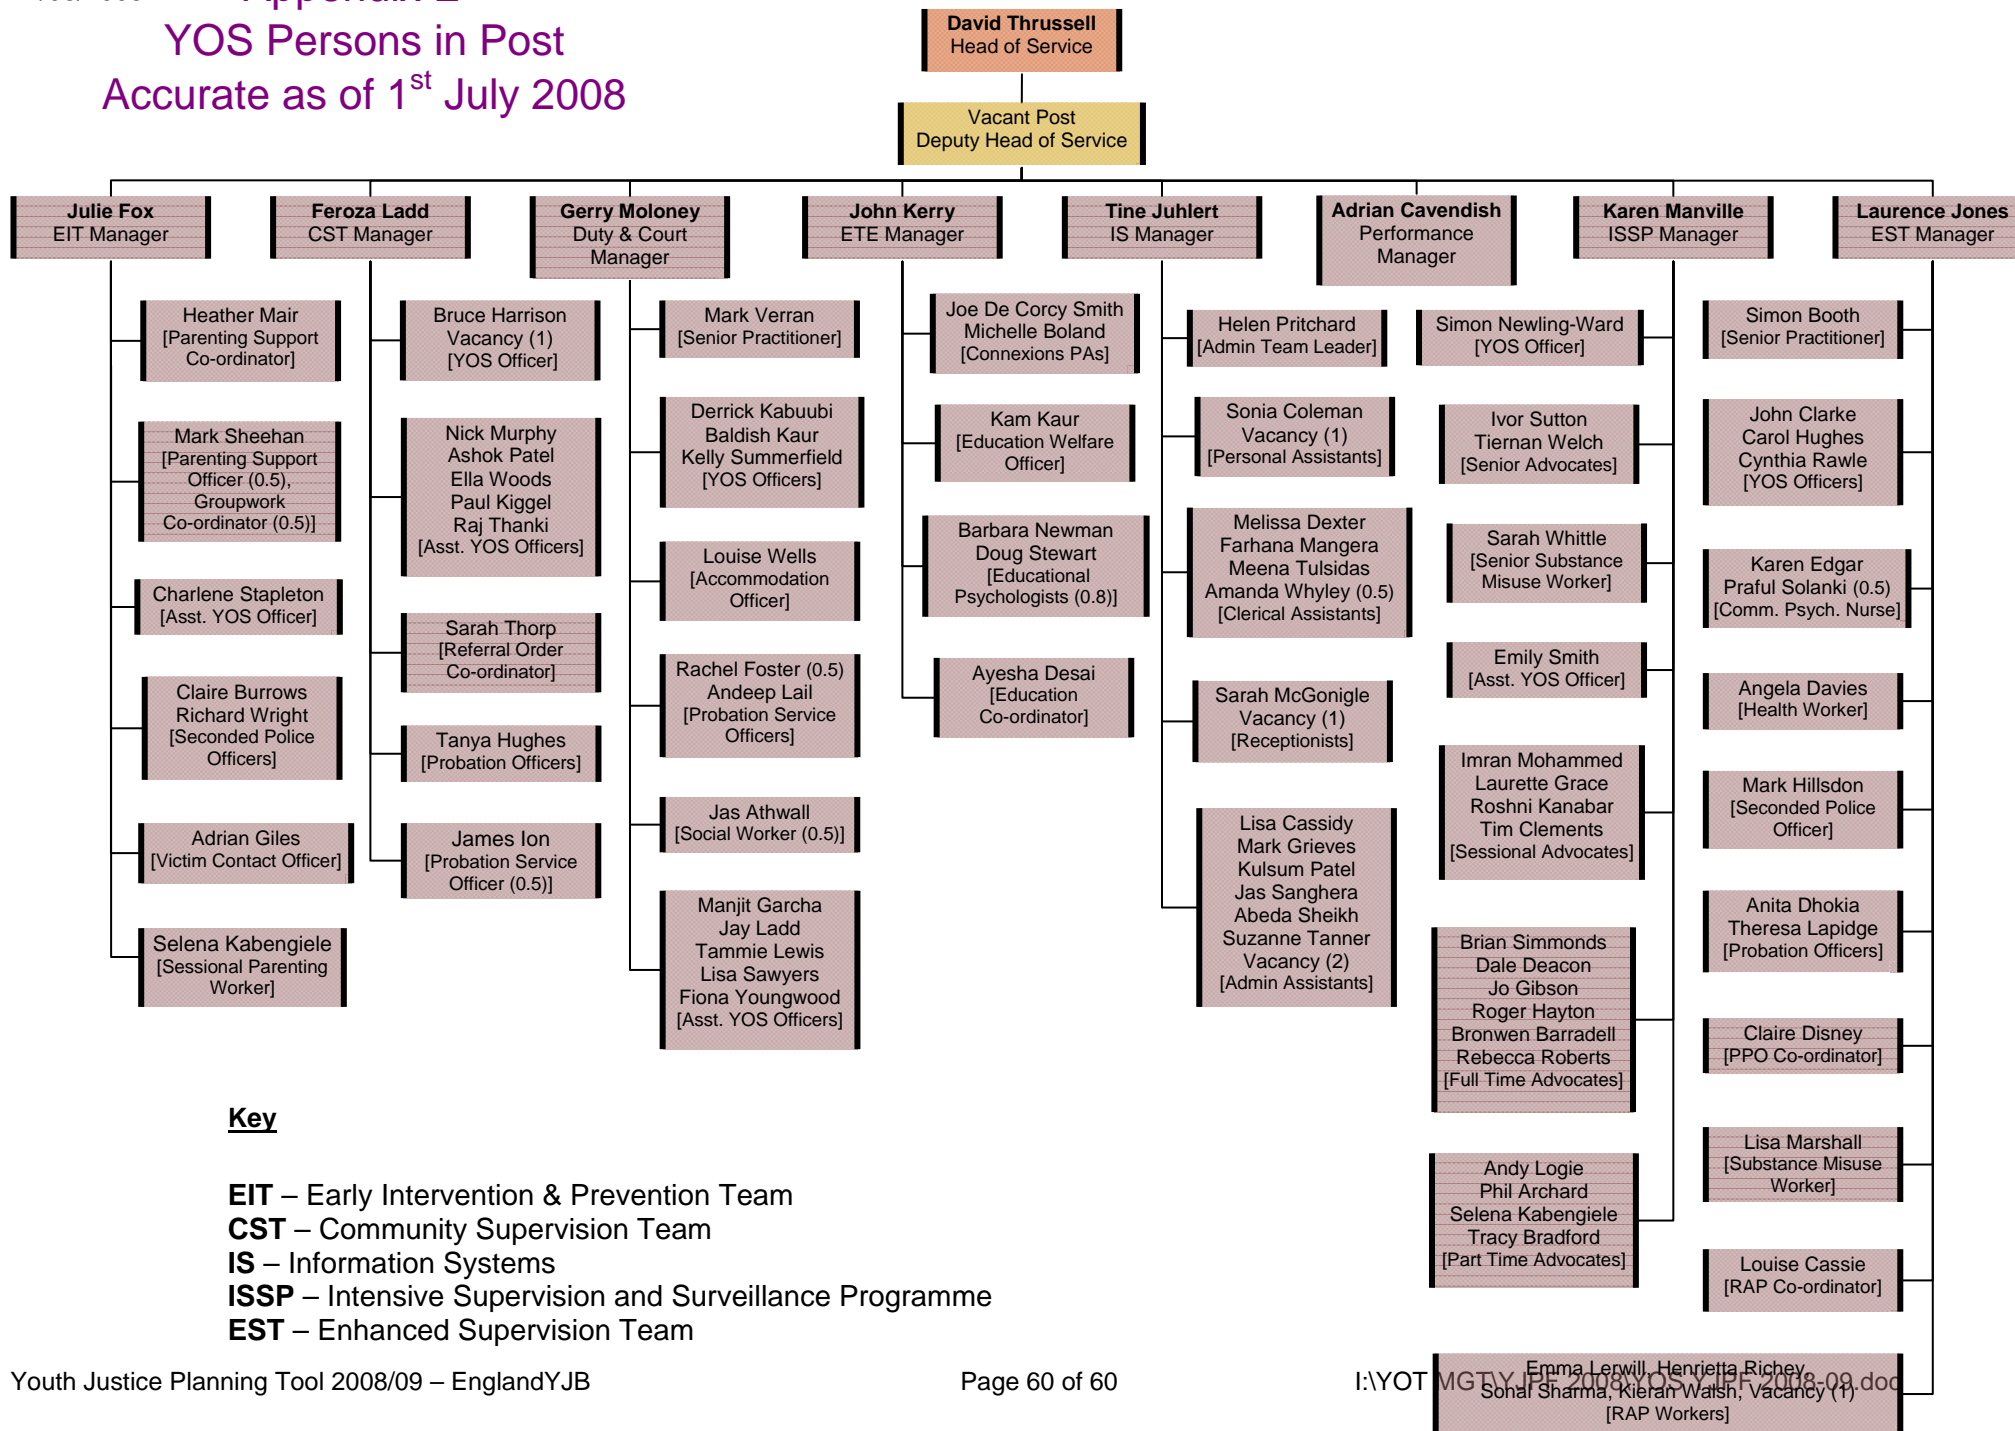 Appendix E
YOS Persons in Post
Accurate as of 1st July 2008
David Thrussell
Head of Service
Vacant Post
Deputy Head of Service
Julie Fox
EIT Manager
Feroza Ladd
CST Manager
Gerry Moloney
Duty & Court
Manager
John Kerry
ETE Manager
Tine Juhlert
IS Manager
Adrian Cavendish
Performance
Manager
Karen Manville
ISSP Manager
Laurence Jones
EST Manager
Heather Mair
[Parenting Support
Co-ordinator]
Mark Sheehan
[Parenting Support
Officer (0.5),
Groupwork
Co-ordinator (0.5)]
Charlene Stapleton
[Asst. YOS Officer]
Claire Burrows
Richard Wright
[Seconded Police
Officers]
Adrian Giles
[Victim Contact Officer]
Selena Kabengiele
[Sessional Parenting
Worker]
Bruce Harrison
Vacancy (1)
[YOS Officer]
Nick Murphy
Ashok Patel
Ella Woods
Paul Kiggel
Raj Thanki
[Asst. YOS Officers]
Sarah Thorp
[Referral Order
Co-ordinator]
Tanya Hughes
[Probation Officers]
James Ion
[Probation Service
Officer (0.5)]
Mark Verran
[Senior Practitioner]
Derrick Kabuubi
Baldish Kaur
Kelly Summerfield
[YOS Officers]
Louise Wells
[Accommodation
Officer]
Rachel Foster (0.5)
Andeep Lail
[Probation Service
Officers]
Jas Athwall
[Social Worker (0.5)]
Manjit Garcha
Jay Ladd
Tammie Lewis
Lisa Sawyers
Fiona Youngwood
[Asst. YOS Officers]
Joe De Corcy Smith
Michelle Boland
[Connexions PAs]
Kam Kaur
[Education Welfare
Officer]
Barbara Newman
Doug Stewart
[Educational
Psychologists (0.8)]
Ayesha Desai
[Education
Co-ordinator]
Helen Pritchard
[Admin Team Leader]
Sonia Coleman
Vacancy (1)
[Personal Assistants]
Melissa Dexter
Farhana Mangera
Meena Tulsidas
Amanda Whyley (0.5)
[Clerical Assistants]
Sarah McGonigle
Vacancy (1)
[Receptionists]
Lisa Cassidy
Mark Grieves
Kulsum Patel
Jas Sanghera
Abeda Sheikh
Suzanne Tanner
Vacancy (2)
[Admin Assistants]
Simon Newling-Ward
[YOS Officer]
Ivor Sutton
Tiernan Welch
[Senior Advocates]
Sarah Whittle
[Senior Substance
Misuse Worker]
Emily Smith
[Asst. YOS Officer]
Imran Mohammed
Laurette Grace
Roshni Kanabar
Tim Clements
[Sessional Advocates]
Brian Simmonds
Dale Deacon
Jo Gibson
Roger Hayton
Bronwen Barradell
Rebecca Roberts
[Full Time Advocates]
Andy Logie
Phil Archard
Selena Kabengiele
Tracy Bradford
[Part Time Advocates]
Simon Booth
[Senior Practitioner]
John Clarke
Carol Hughes
Cynthia Rawle
[YOS Officers]
Karen Edgar
Praful Solanki (0.5)
[Comm. Psych. Nurse]
Angela Davies
[Health Worker]
Mark Hillsdon
[Seconded Police
Officer]
Anita Dhokia
Theresa Lapidge
[Probation Officers]
Claire Disney
[PPO Co-ordinator]
Lisa Marshall
[Substance Misuse
Worker]
Louise Cassie
[RAP Co-ordinator]
Emma Lerwill, Henrietta Richey,
Sonal Sharma, Kieran Walsh, Vacancy (1)
[RAP Workers]
Key
EIT – Early Intervention & Prevention Team
CST – Community Supervision Team
IS – Information Systems
ISSP – Intensive Supervision and Surveillance Programme
EST – Enhanced Supervision Team
Youth Justice Planning Tool 2008/09 – EnglandYJB
Page 60 of 60
I:\YOT MGT\YJPF 2008\YOS YJPF 2008-09.doc